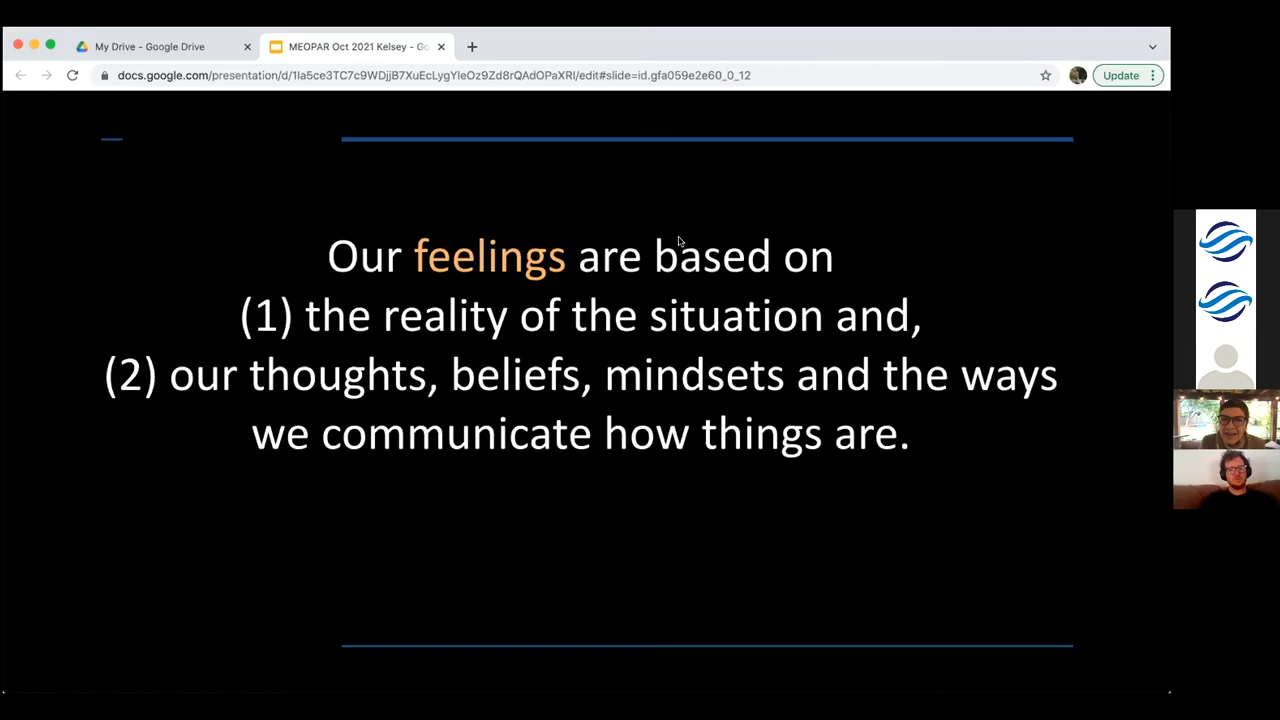 My Drive - Google Drive
MEOPAR Oct 2021 Kelsey - Go
docs.google.com/presentation/d/1Ia5ce3TC7c9WDjjB7XuEcLygYleOz9Zd8rQAdOPaXRI/edit#slide=id.gfa059e2e60_0_12
Update
Our feelings are based on
(1) the reality of the situation and,
(2) our thoughts, beliefs, mindsets and the ways
we communicate how things are.